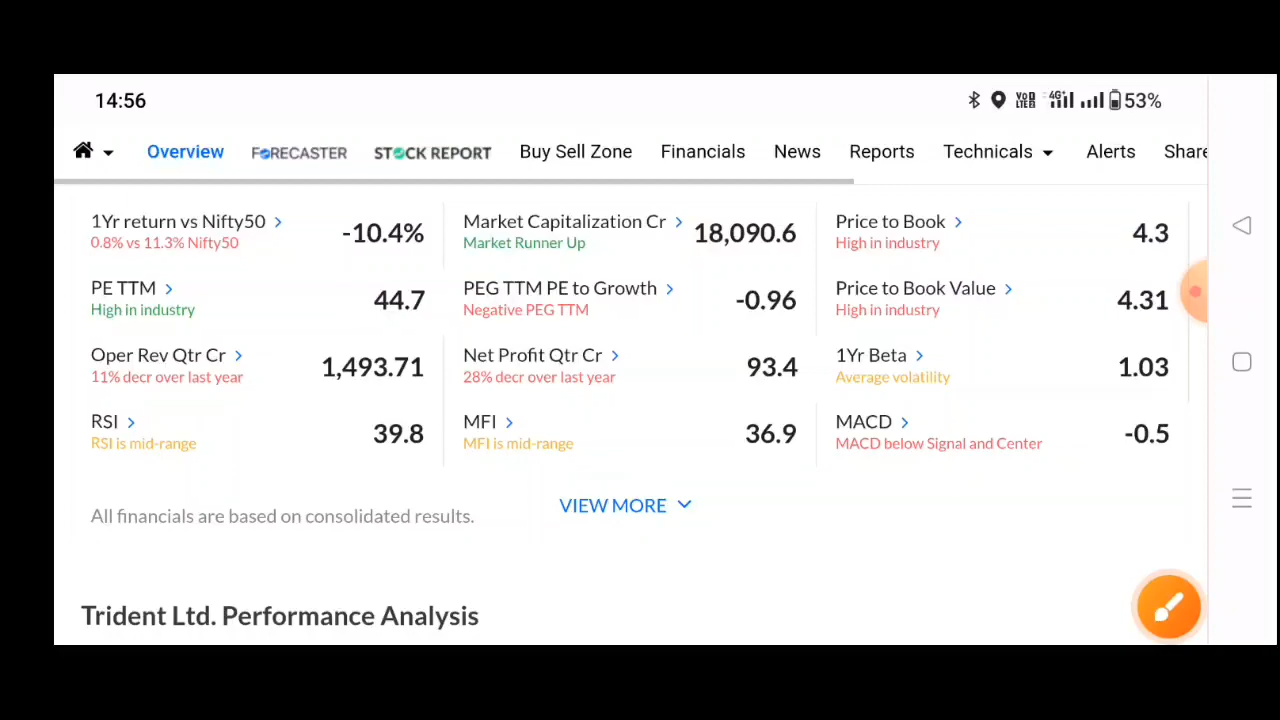 14:56
VoD LTEB 4G+ 53%
Overview FORECASTER STOCK REPORT Buy Sell Zone Financials News Reports Technicals Alerts Share
1Yr return vs Nifty50 -10.4% Market Capitalization Cr 18,090.6 Price to Book 4.3
0.8% vs 11.3% Nifty50 Market Runner Up High in industry
PE TTM 44.7 PEG TTM PE to Growth -0.96 Price to Book Value 4.31
High in industry Negative PEG TTM High in industry
Oper Rev Qtr Cr 1,493.71 Net Profit Qtr Cr 93.4 1Yr Beta 1.03
11% decr over last year 28% decr over last year Average volatility
RSI 39.8 MFI 36.9 MACD -0.5
RSI is mid-range MFI is mid-range MACD below Signal and Center
VIEW MORE
All financials are based on consolidated results.
Trident Ltd. Performance Analysis